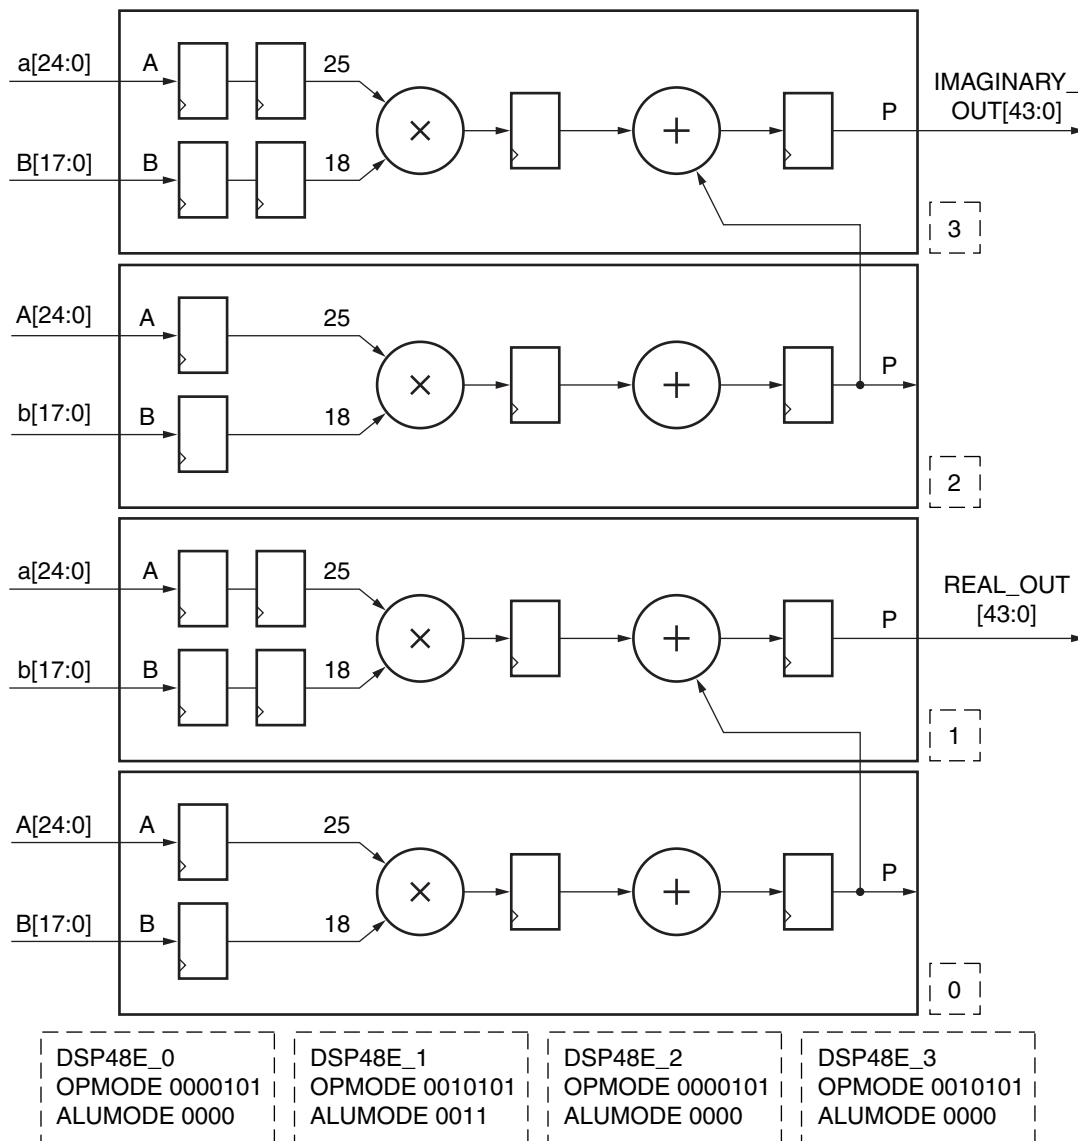 a[24:0]
A
25
B[17:0]
B
18
×
+
P
IMAGINARY_
OUT[43:0]
3
A[24:0]
A
25
b[17:0]
B
18
×
+
P
2
a[24:0]
A
25
b[17:0]
B
18
×
+
P
REAL_OUT
[43:0]
1
A[24:0]
A
25
B[17:0]
B
18
×
+
P
0
DSP48E_0
OPMODE 0000101
ALUMODE 0000
DSP48E_1
OPMODE 0010101
ALUMODE 0011
DSP48E_2
OPMODE 0000101
ALUMODE 0000
DSP48E_3
OPMODE 0010101
ALUMODE 0000